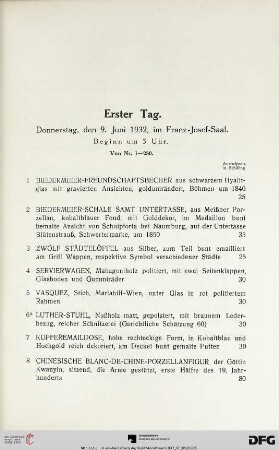 Erster Tag.
Donnerstag, den 9. Juni 1932, im Franz-Josef-Saal.
Beginn um 3 Uhr.
Von Nr. 1—250.
in Schilling
1 BIEDERMEIER-FREUNDSCHAFTSBECHER aus schwarzem Hyalith-
glas mit gravierten Ansichten, goldumrändert, Böhmen um 1840
25
2 BIEDERMEIER-SCHALE SAMT UNTERTASSE, aus Meißner Por-
zellan, kobaltblauer Fond mit Golddekor, im Medaillon bunt
bemalte Ansicht von Schulpforta bei Naumburg, auf der Untertasse
Blütenstrauß, Schwertermarke, um 1850 35
3 ZWÖLF STÄDTELÖFFEL aus Silber, zum Teil bunt emailliert
am Griff Wappen, respektive Symbol verschiedener Städte 30
4 SERVIERWAGEN, Mahagoniholz politiert, mit zwei Seitenklappen,
Glasboden und Gummiräder 30
5 VASQUEZ, Stich, Mariahilf-Wien, unter Glas in rot politiertem
Rahmen 30
6* LUTHER-STUHL, Nußholz matt, gepolstert, mit braunem Leder-
bezug, reicher Schnitzerei (Gerichtliche Schätzung 60) 30
7 KUPFEREMAILDOSE, hohe rechteckige Form, in Kobaltblau und
Hochgold reich dekoriert, am Deckel bunt gemalte Putten 30
8 CHINESISCHE BLANC-DE-CHINE-PORZELLANFIGUR der Göttin
Kwanyin, sitzend, die Arme gestützt, erste Hälfte des 19. Jahr-
hunderts 80
DFG